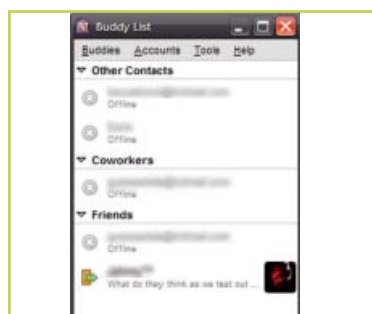 Buddy List
Buddies Accounts Tools Help
Other Contacts
Offline
Offline
Coworkers
Offline
Friends
Offline
What do they think as we teat out ...